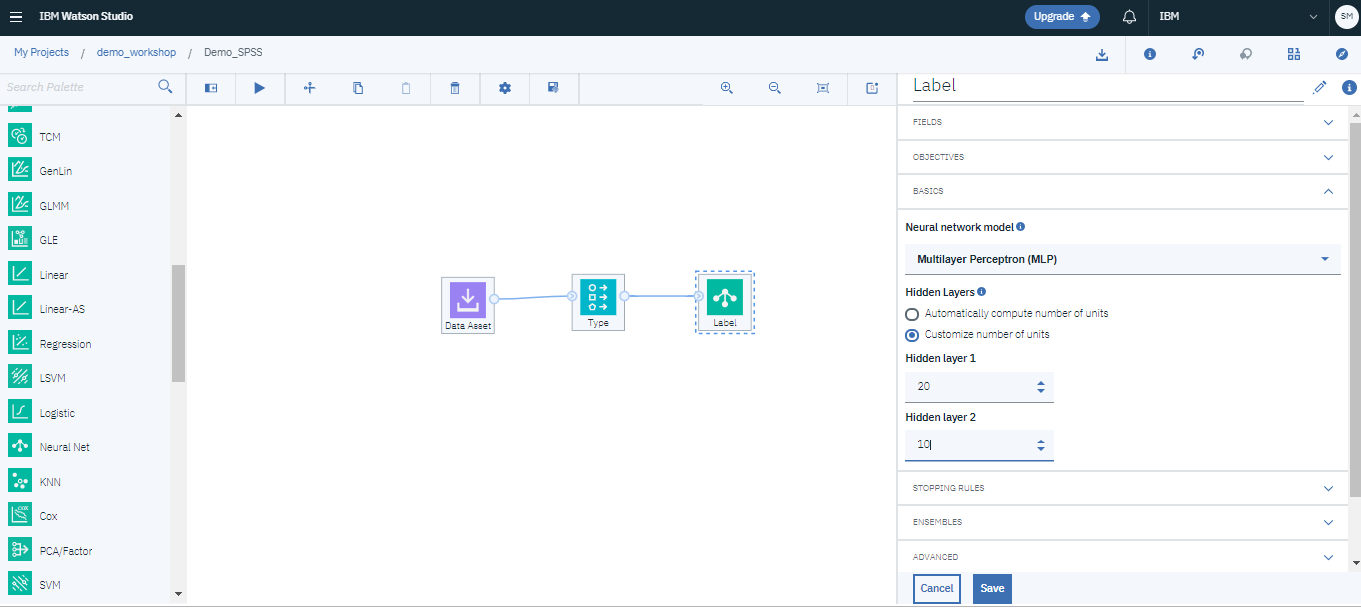 IBM Watson Studio
Upgrade
IBM
SM
My Projects / demo_workshop / Demo_SPSS
Search Palette
TCM
GenLin
GLMM
GLE
Linear
Linear-AS
Regression
LSVM
Logistic
Neural Net
KNN
Cox
PCA/Factor
SVM
Data Asset
Type
Label
Label
FIELDS
OBJECTIVES
BASICS
Neural network model
Multilayer Perceptron (MLP)
Hidden Layers
Automatically compute number of units
Customize number of units
Hidden layer 1
20
Hidden layer 2
10
STOPPING RULES
ENSEMBLES
ADVANCED
Cancel
Save